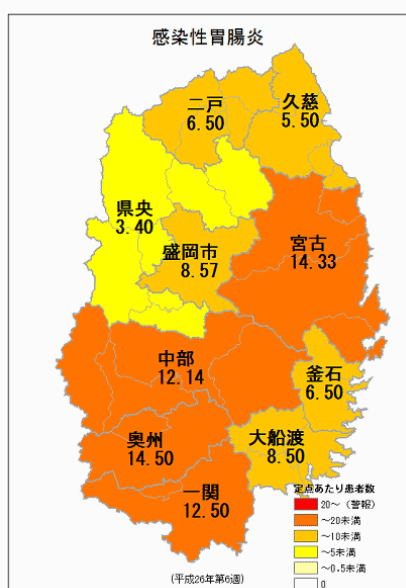 感染性胃腸炎
二戸
6.50
久慈
5.50
県央
3.40
盛岡市
8.57
宮古
14.33
中部
12.14
釜石
6.50
奥州
14.50
大船渡
8.50
一関
12.50
定点あたり患者数
20～（警報）
～20未満
～10未満
～5未満
～0.5未満
0
(平成26年第6週)